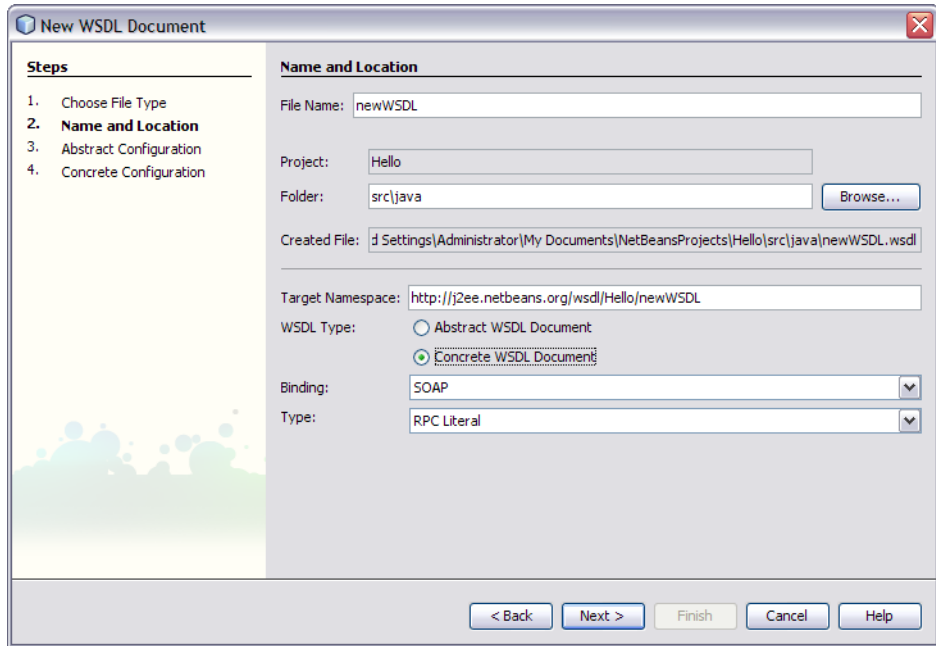 New WSDL Document
Steps
1. Choose File Type
2. Name and Location
3. Abstract Configuration
4. Concrete Configuration
Name and Location
File Name: newWSDL
Project: Hello
Folder: src\java Browse...
Created File: d Settings\Administrator\My Documents\NetBeansProjects\Hello\src\java\newWSDL.wsdl
Target Namespace: http://j2ee.netbeans.org/wsdl/Hello/newWSDL
WSDL Type: Abstract WSDL Document
Concrete WSDL Document
Binding: SOAP
Type: RPC Literal
< Back Next > Finish Cancel Help